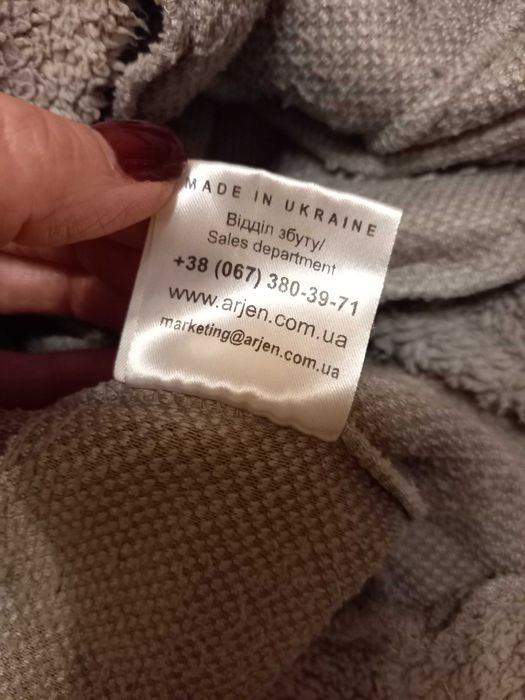 MADE IN UKRAINE
Відділ збуту/
Sales department
+38 (067) 380-39-71
www.arjen.com.ua
marketing@arjen.com.ua